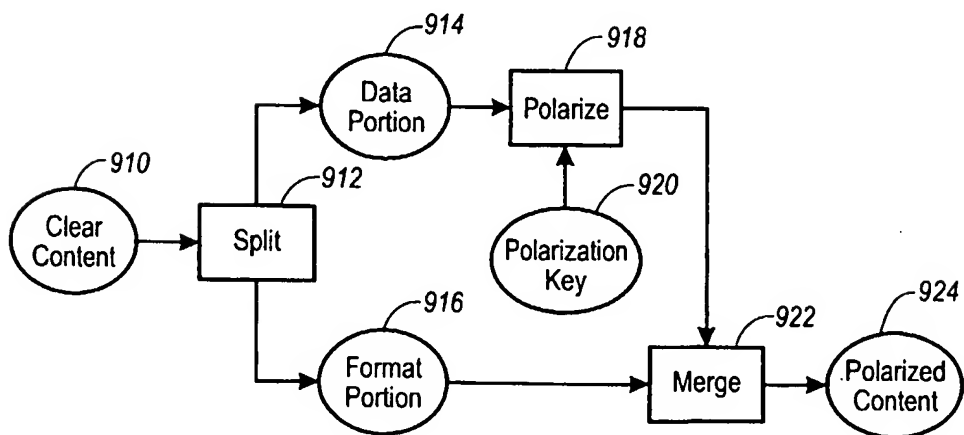 914
Data
Portion
918
Polarize
910
Clear
Content
912
Split
920
Polarization
Key
916
Format
Portion
922
Merge
924
Polarized
Content